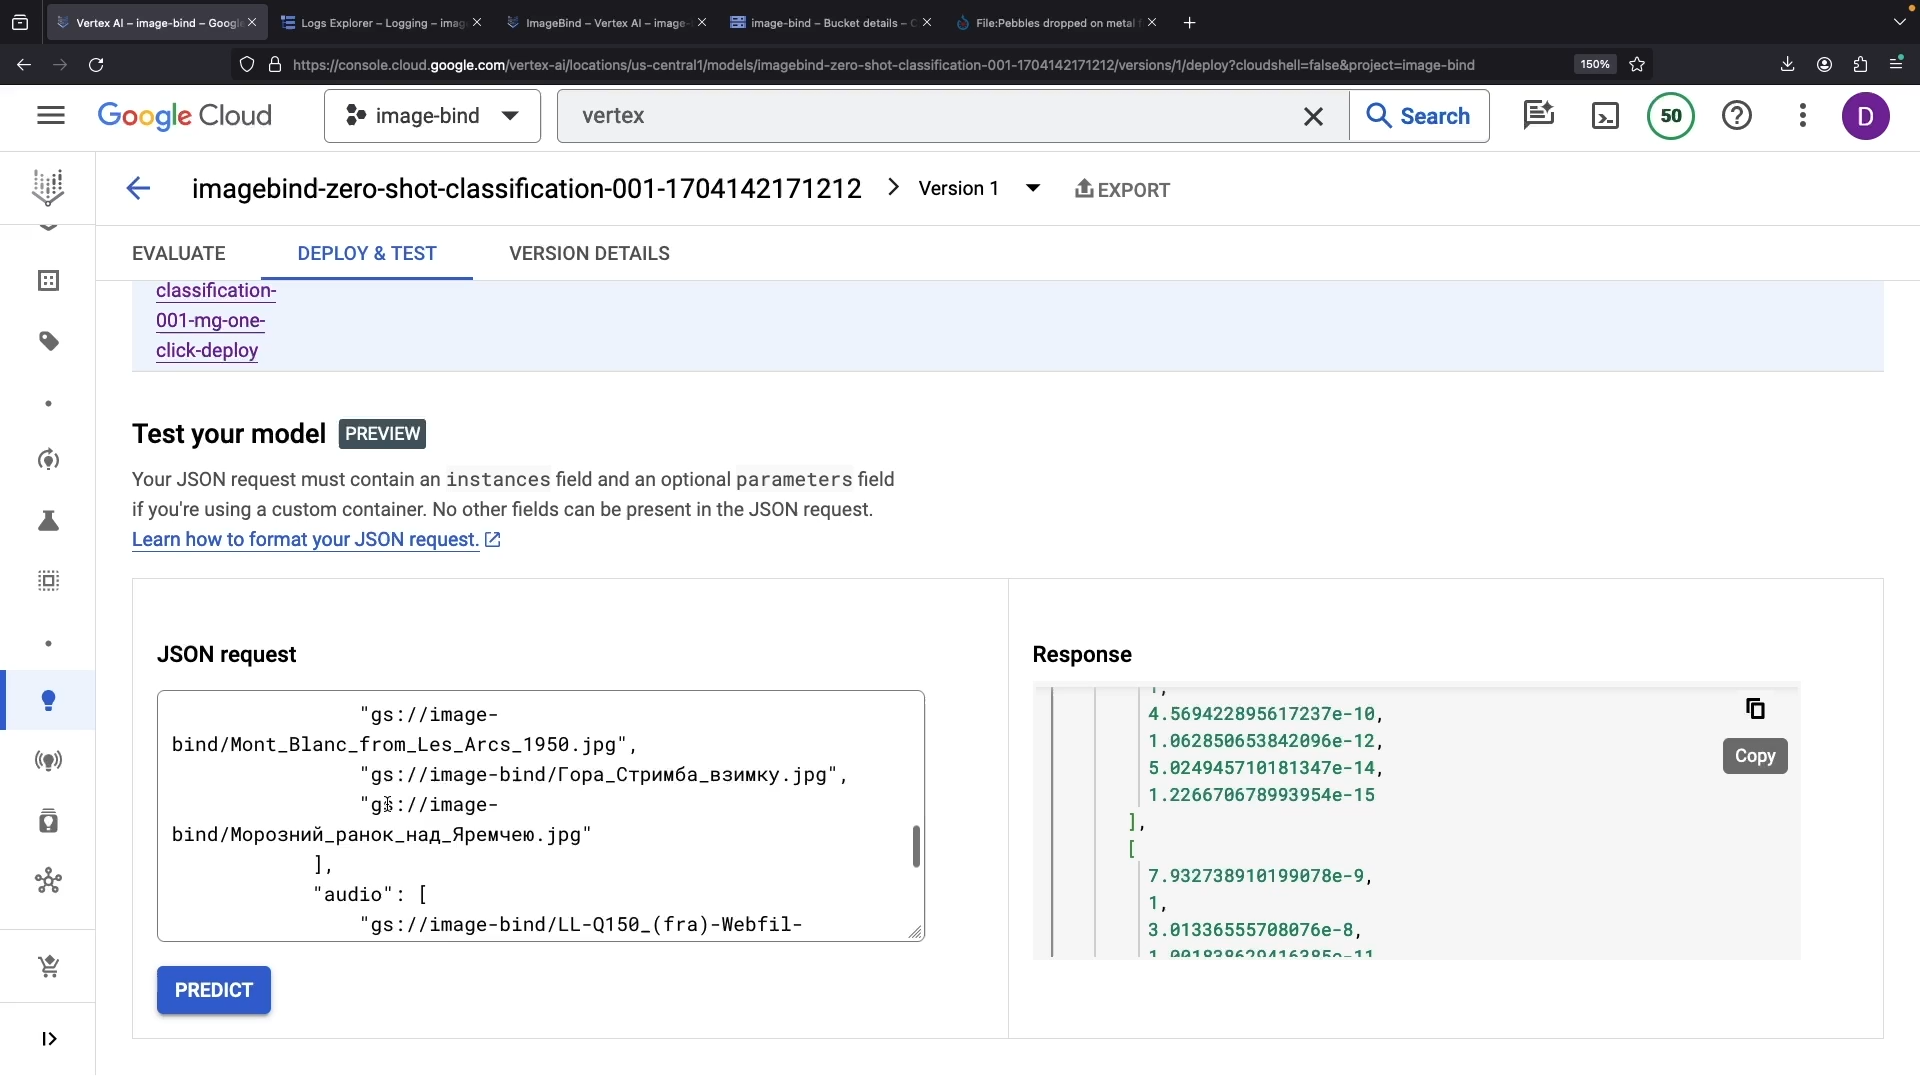 Vertex AI – image-bind – Google
Logs Explorer – Logging – imag
ImageBind – Vertex AI – image-
image-bind – Bucket details – C
File:Pebbles dropped on metal f
https://console.cloud.google.com/vertex-ai/locations/us-central1/models/imagebind-zero-shot-classification-001-1704142171212/versions/1/deploy?cloudshell=false&project=image-bind
150%
Google Cloud
image-bind
vertex
Search
50
D
imagebind-zero-shot-classification-001-1704142171212
Version 1
EXPORT
EVALUATE
DEPLOY & TEST
VERSION DETAILS
classification-
001-mg-one-
click-deploy
Test your model PREVIEW
Your JSON request must contain an instances field and an optional parameters field
if you're using a custom container. No other fields can be present in the JSON request.
Learn how to format your JSON request.
JSON request
"gs://image-
bind/Mont_Blanc_from_Les_Arcs_1950.jpg",
"gs://image-bind/Гора_Стримба_взимку.jpg",
"gs://image-
bind/Морозний_ранок_над_Яремчею.jpg"
],
"audio": [
"gs://image-bind/LL-Q150_(fra)-Webfil-
PREDICT
Response
1,
4.569422895617237e-10,
1.062850653842096e-12,
5.024945710181347e-14,
1.226670678993954e-15
],
[
7.932738910199078e-9,
1,
3.01336555708076e-8,
1.001838629416385e-11
Copy